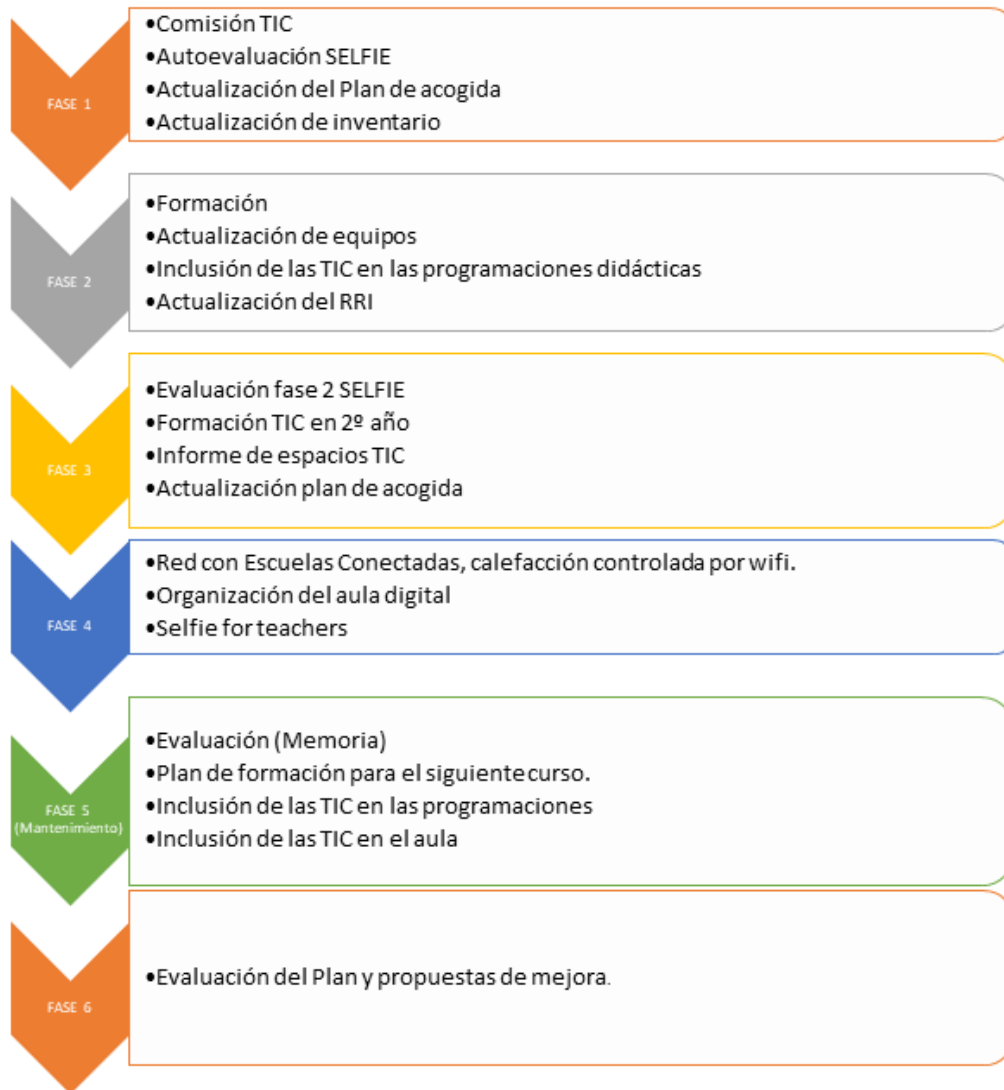 FASE 1
•Comisión TIC
•Autoevaluación SELFIE
•Actualización del Plan de acogida
•Actualización de inventario
FASE 2
•Formación
•Actualización de equipos
•Inclusión de las TIC en las programaciones didácticas
•Actualización del RRI
FASE 3
•Evaluación fase 2 SELFIE
•Formación TIC en 2º año
•Informe de espacios TIC
•Actualización plan de acogida
FASE 4
•Red con Escuelas Conectadas, calefacción controlada por wifi.
•Organización del aula digital
•Selfie for teachers
FASE 5
(Mantenimiento)
•Evaluación (Memoria)
•Plan de formación para el siguiente curso.
•Inclusión de las TIC en las programaciones
•Inclusión de las TIC en el aula
FASE 6
•Evaluación del Plan y propuestas de mejora.